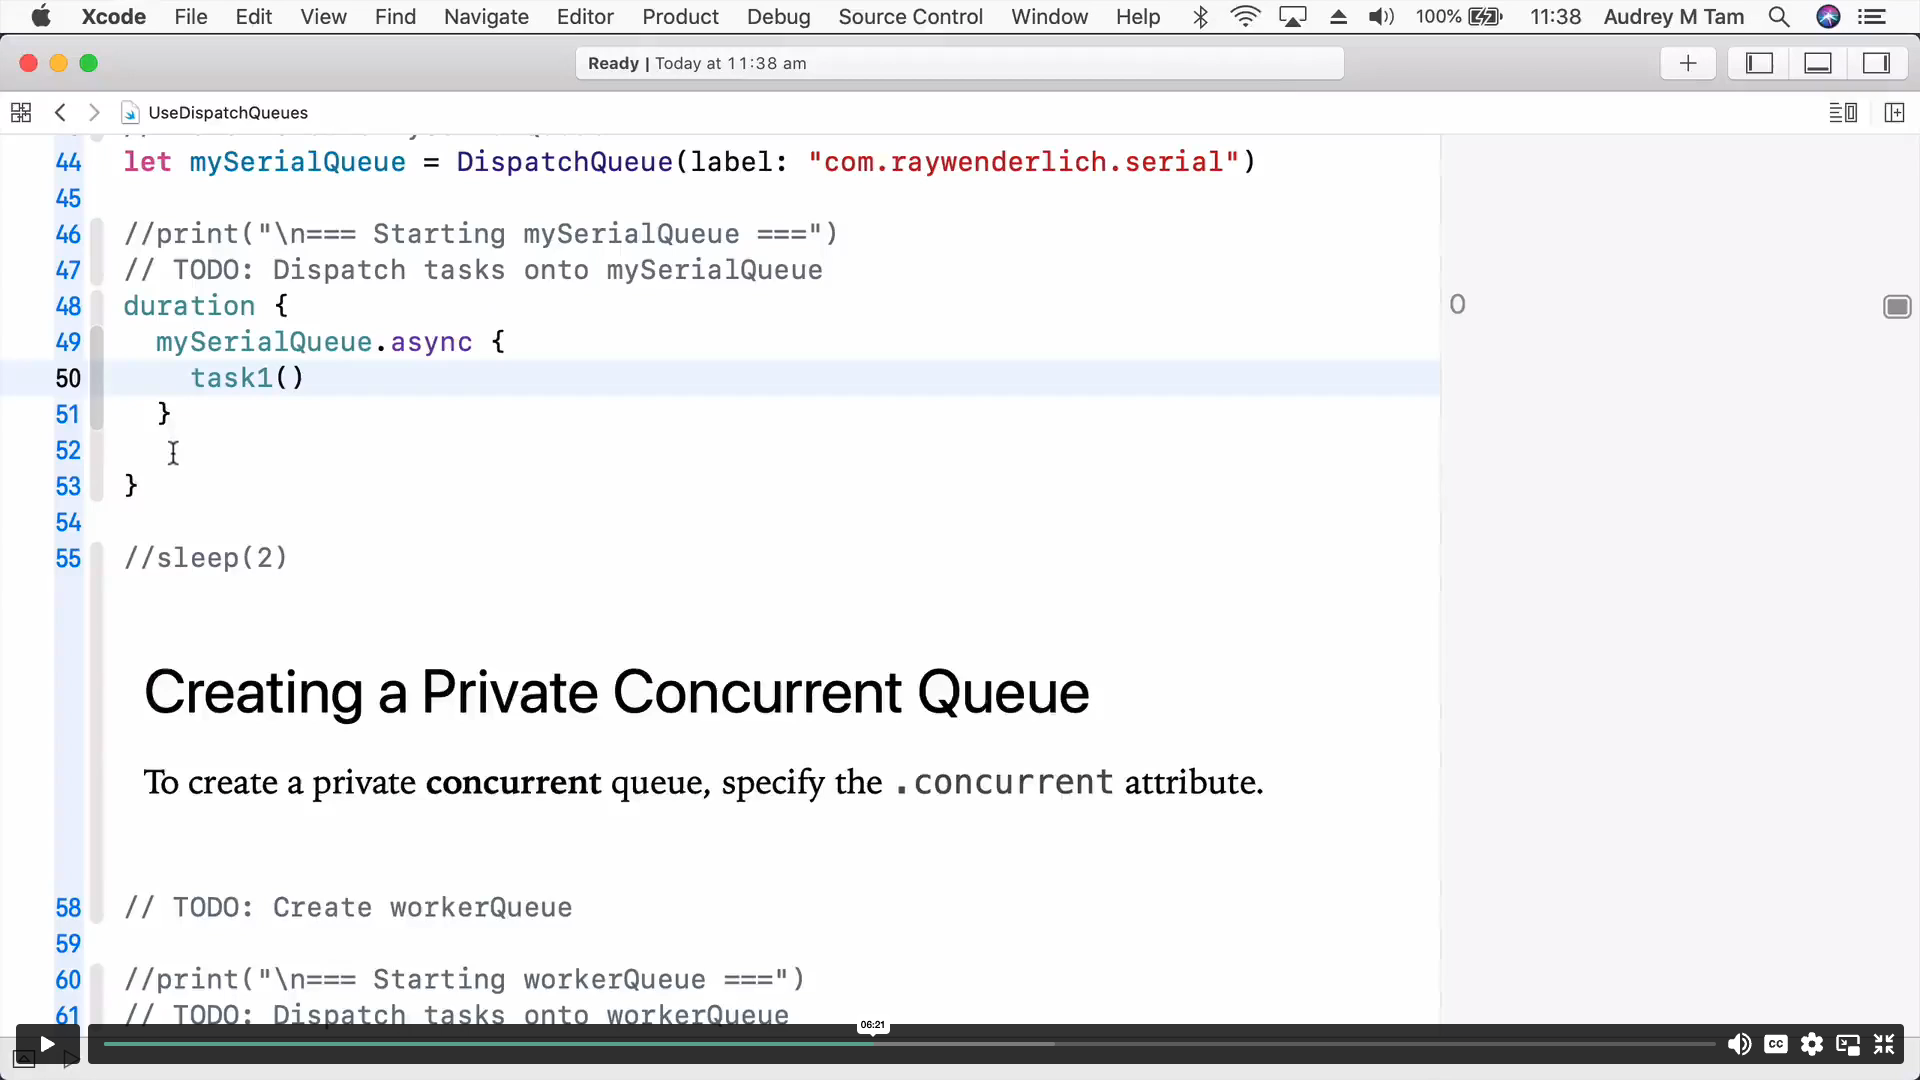 Xcode File Edit View Find Navigate Editor Product Debug Source Control Window Help 100% 11:38 Audrey M Tam
Ready | Today at 11:38 am
UseDispatchQueues
44 let mySerialQueue = DispatchQueue(label: "com.raywenderlich.serial")
45
46 //print("\n=== Starting mySerialQueue ===")
47 // TODO: Dispatch tasks onto mySerialQueue
48 duration {
0
49 mySerialQueue.async {
50 task1()
51 }
52
53 }
54
55 //sleep(2)
Creating a Private Concurrent Queue
To create a private concurrent queue, specify the .concurrent attribute.
58 // TODO: Create workerQueue
59
60 //print("\n=== Starting workerQueue ===")
61 // TODO: Dispatch tasks onto workerQueue
06:21
CC